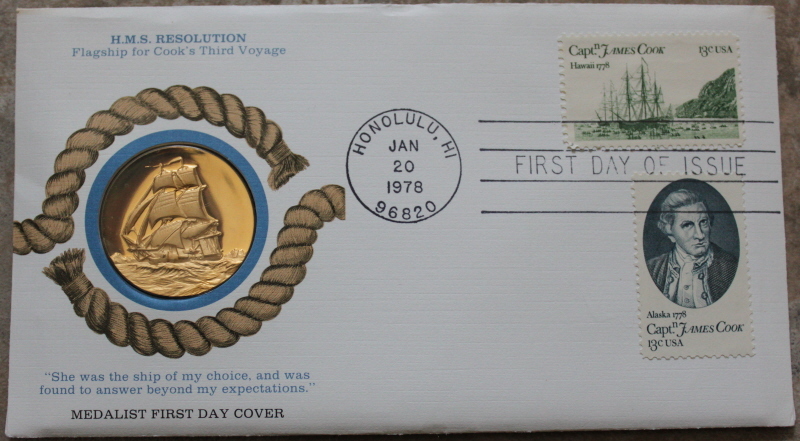 H.M.S. RESOLUTION
Flagship for Cook's Third Voyage
"She was the ship of my choice, and was
found to answer beyond my expectations."
MEDALIST FIRST DAY COVER
HONOLULU, HI
JAN
20
1978
96820
FIRST DAY OF ISSUE
Capt.n JAMES COOK 13c USA
Hawaii 1778
Alaska 1778
Capt.n JAMES COOK
13c USA